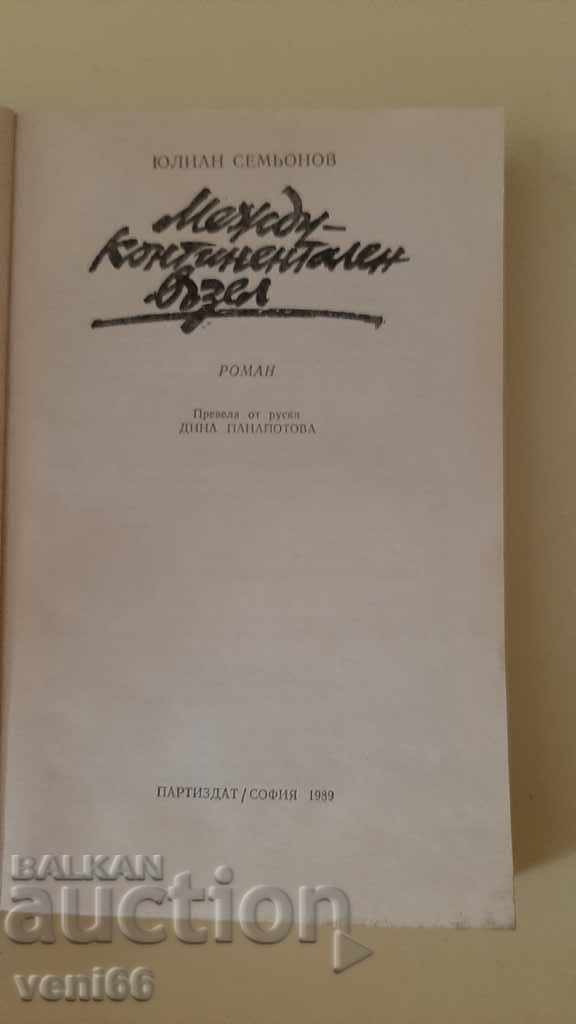 ЮЛИАН СЕМЬОНОВ
Между-
континентален
възел
РОМАН
Превела от руски
ДИНА ПАНАЙОТОВА
ПАРТИЗДАТ / СОФИЯ 1989
BALKAN
auction
veni66